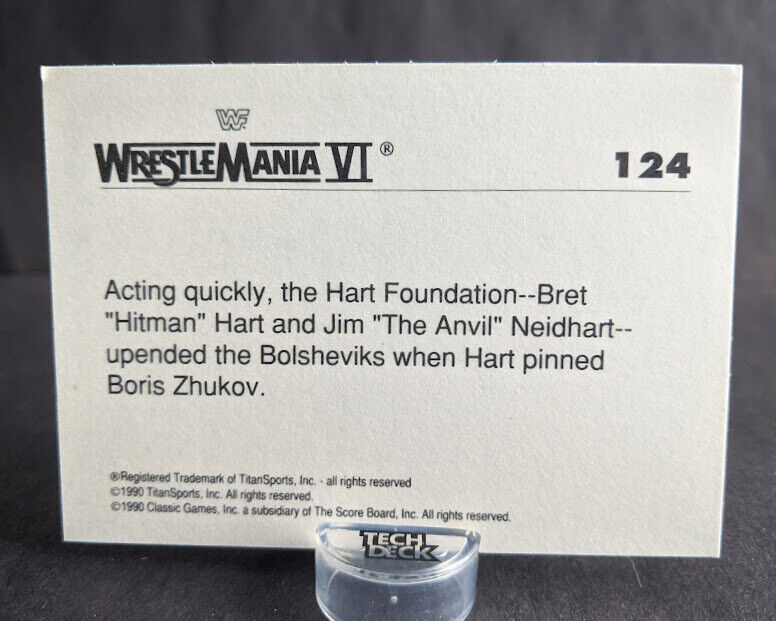 WF
WRESTLEMANIA VI ®
124
Acting quickly, the Hart Foundation--Bret
"Hitman" Hart and Jim "The Anvil" Neidhart--
upended the Bolsheviks when Hart pinned
Boris Zhukov.
®Registered Trademark of TitanSports, Inc. - all rights reserved
©1990 TitanSports, Inc. All rights reserved.
©1990 Classic Games, Inc. a subsidiary of The Score Board, Inc. All rights reserved.
TECH
DECK